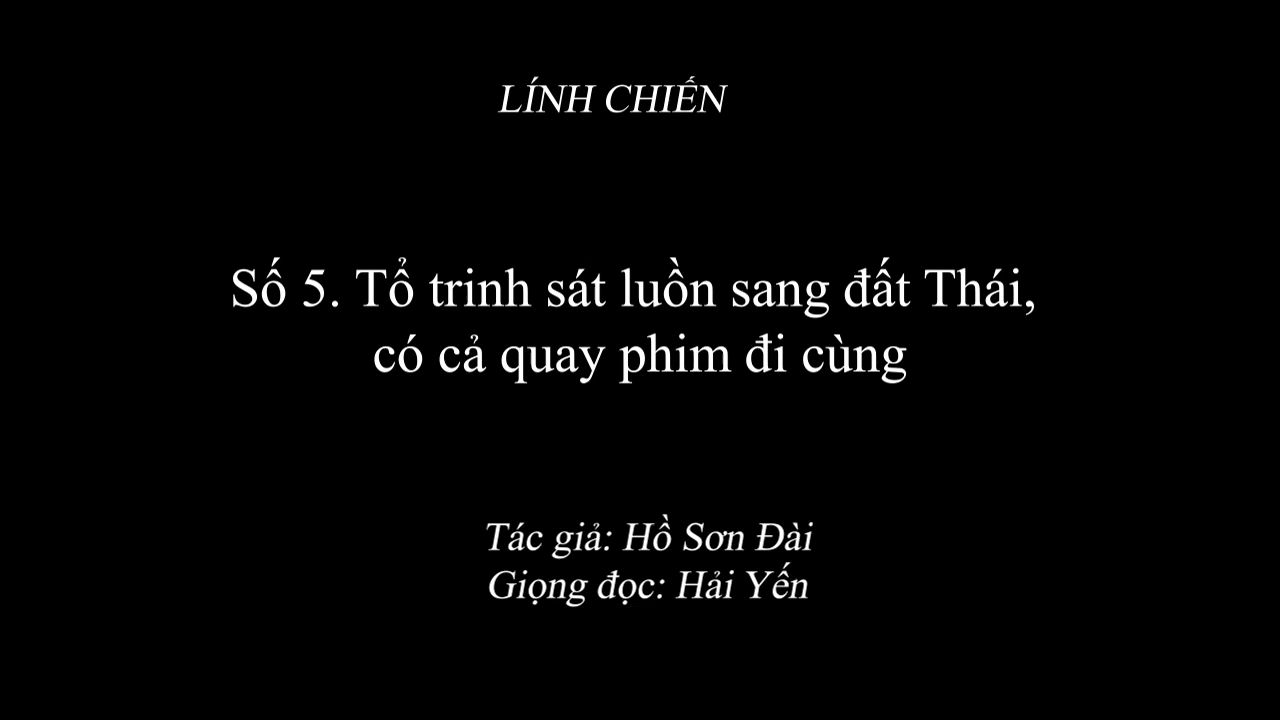 LÍNH CHIẾN
Số 5. Tổ trinh sát luồn sang đất Thái,
có cả quay phim đi cùng
Tác giả: Hồ Sơn Đài
Giọng đọc: Hải Yến